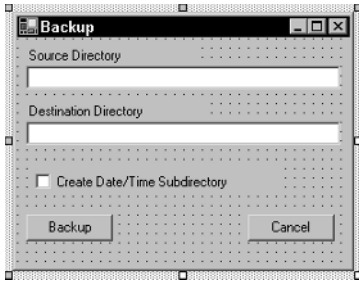 Backup
Source Directory
Destination Directory
Create Date/Time Subdirectory
Backup Cancel